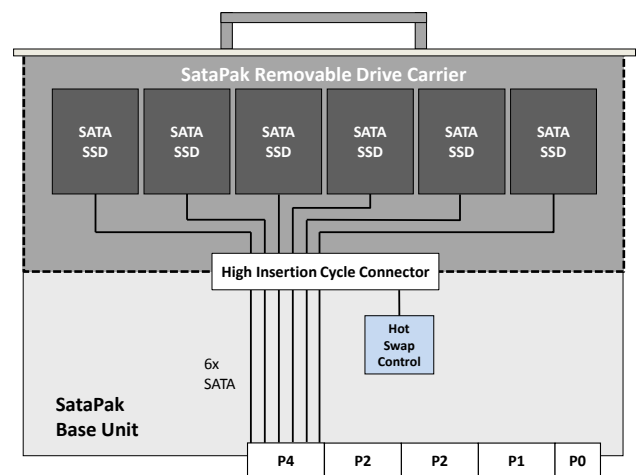 SataPak Removable Drive Carrier
SATA
SSD
SATA
SSD
SATA
SSD
SATA
SSD
SATA
SSD
SATA
SSD
High Insertion Cycle Connector
Hot
Swap
Control
6x
SATA
SataPak
Base Unit
P4
P2
P2
P1
P0